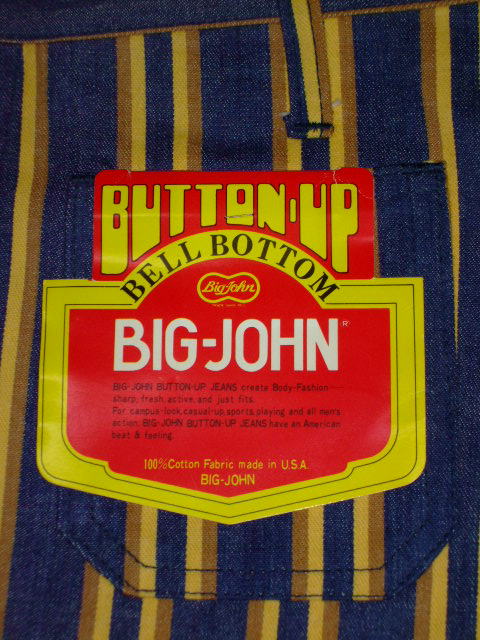 BUTTON-UP
BELL BOTTOM
Big John
BIG-JOHN®
BIG-JOHN BUTTON-UP JEANS create Body-Fashion—
sharp, fresh, active, and just fits.
For campus-look, casual-up, sports, playing and all men's
action. BIG-JOHN BUTTON-UP JEANS have an American
beat & feeling.
100% Cotton Fabric made in U.S.A.
BIG-JOHN